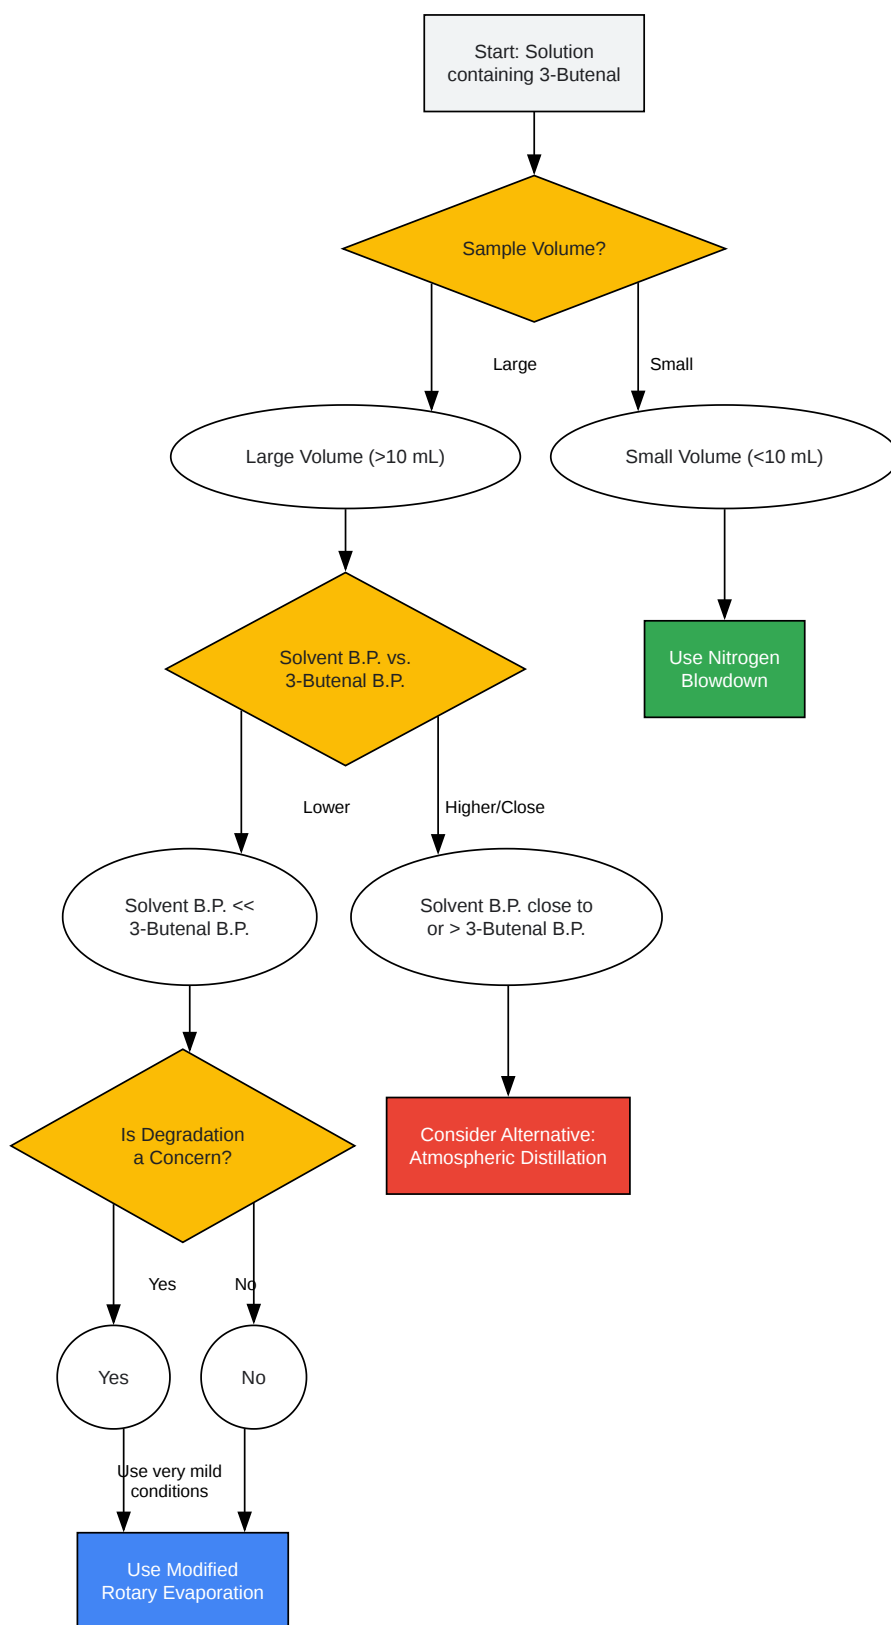 Start: Solution
containing 3-Butenal
Sample Volume?
Large
Small
Large Volume (>10 mL)
Small Volume (<10 mL)
Solvent B.P. vs.
3-Butenal B.P.
Use Nitrogen
Blowdown
Lower
Higher/Close
Solvent B.P. <<
3-Butenal B.P.
Solvent B.P. close to
or > 3-Butenal B.P.
Is Degradation
a Concern?
Consider Alternative:
Atmospheric Distillation
Yes
No
Yes
No
Use very mild
conditions
Use Modified
Rotary Evaporation